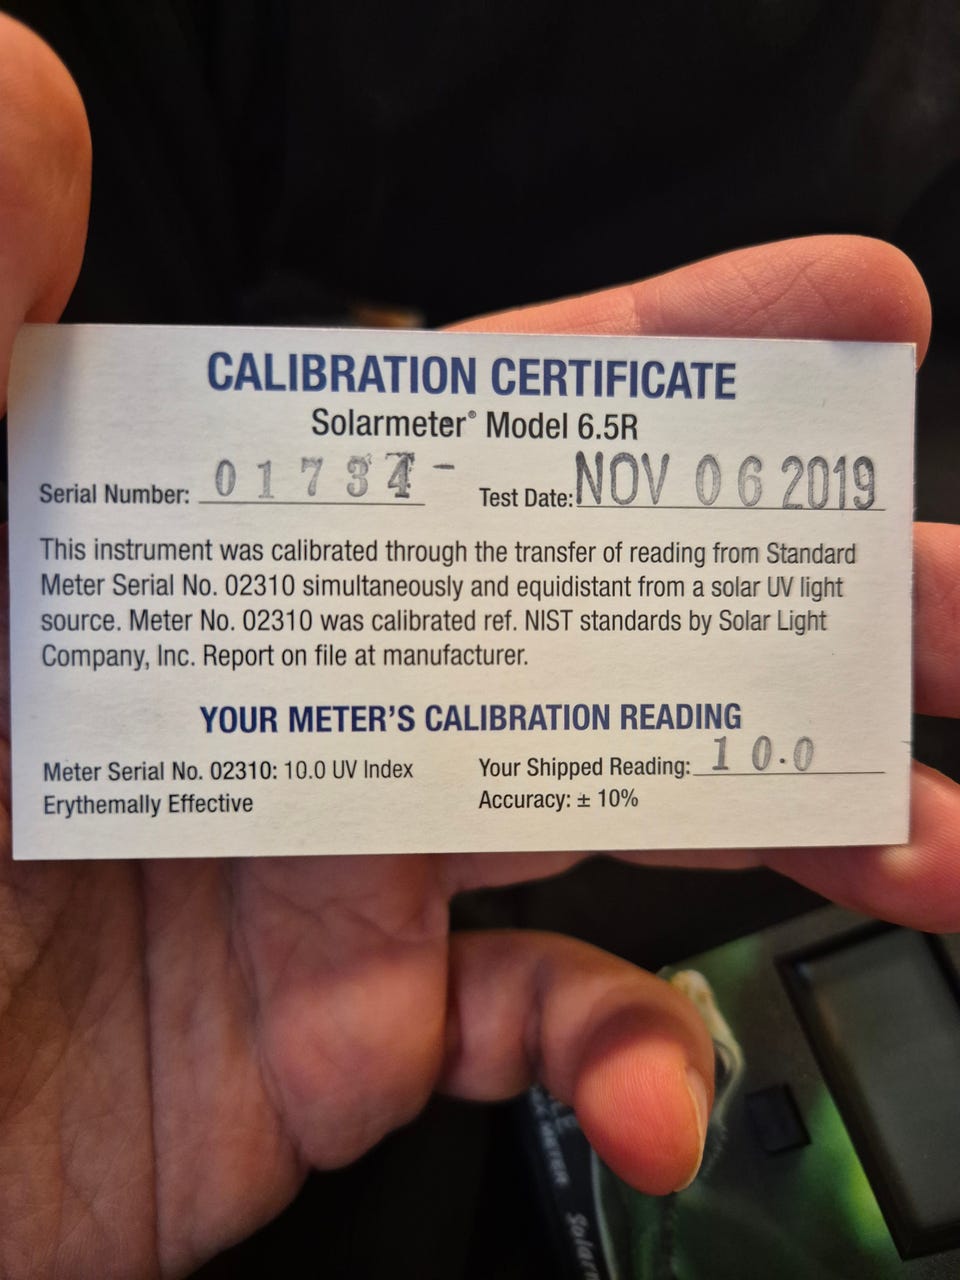 CALIBRATION CERTIFICATE
Solarmeter® Model 6.5R
Serial Number: 01734- Test Date: NOV 06 2019
This instrument was calibrated through the transfer of reading from Standard
Meter Serial No. 02310 simultaneously and equidistant from a solar UV light
source. Meter No. 02310 was calibrated ref. NIST standards by Solar Light
Company, Inc. Report on file at manufacturer.
YOUR METER'S CALIBRATION READING
Meter Serial No. 02310: 10.0 UV Index Your Shipped Reading: 10.0
Erythemally Effective Accuracy: ± 10%
METER